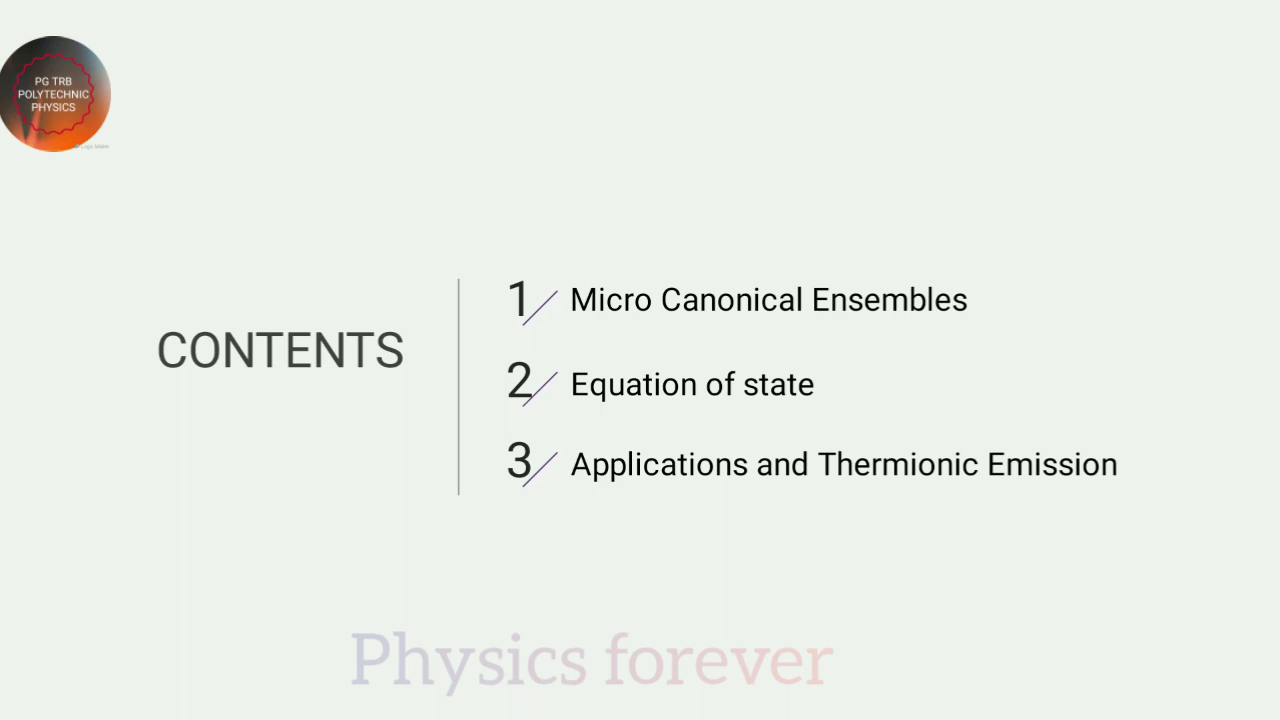 PG TRB
POLYTECHNIC
PHYSICS
CONTENTS
1 Micro Canonical Ensembles
2 Equation of state
3 Applications and Thermionic Emission
Physics forever